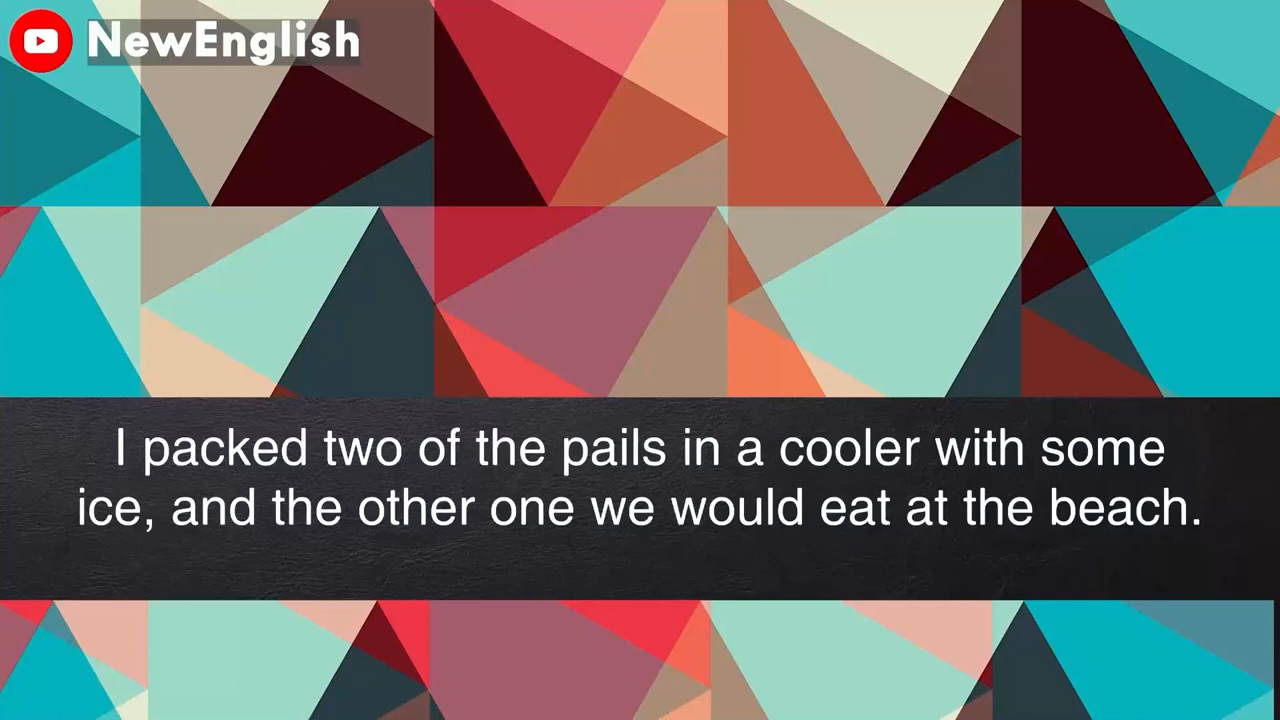 NewEnglish
I packed two of the pails in a cooler with some
ice, and the other one we would eat at the beach.